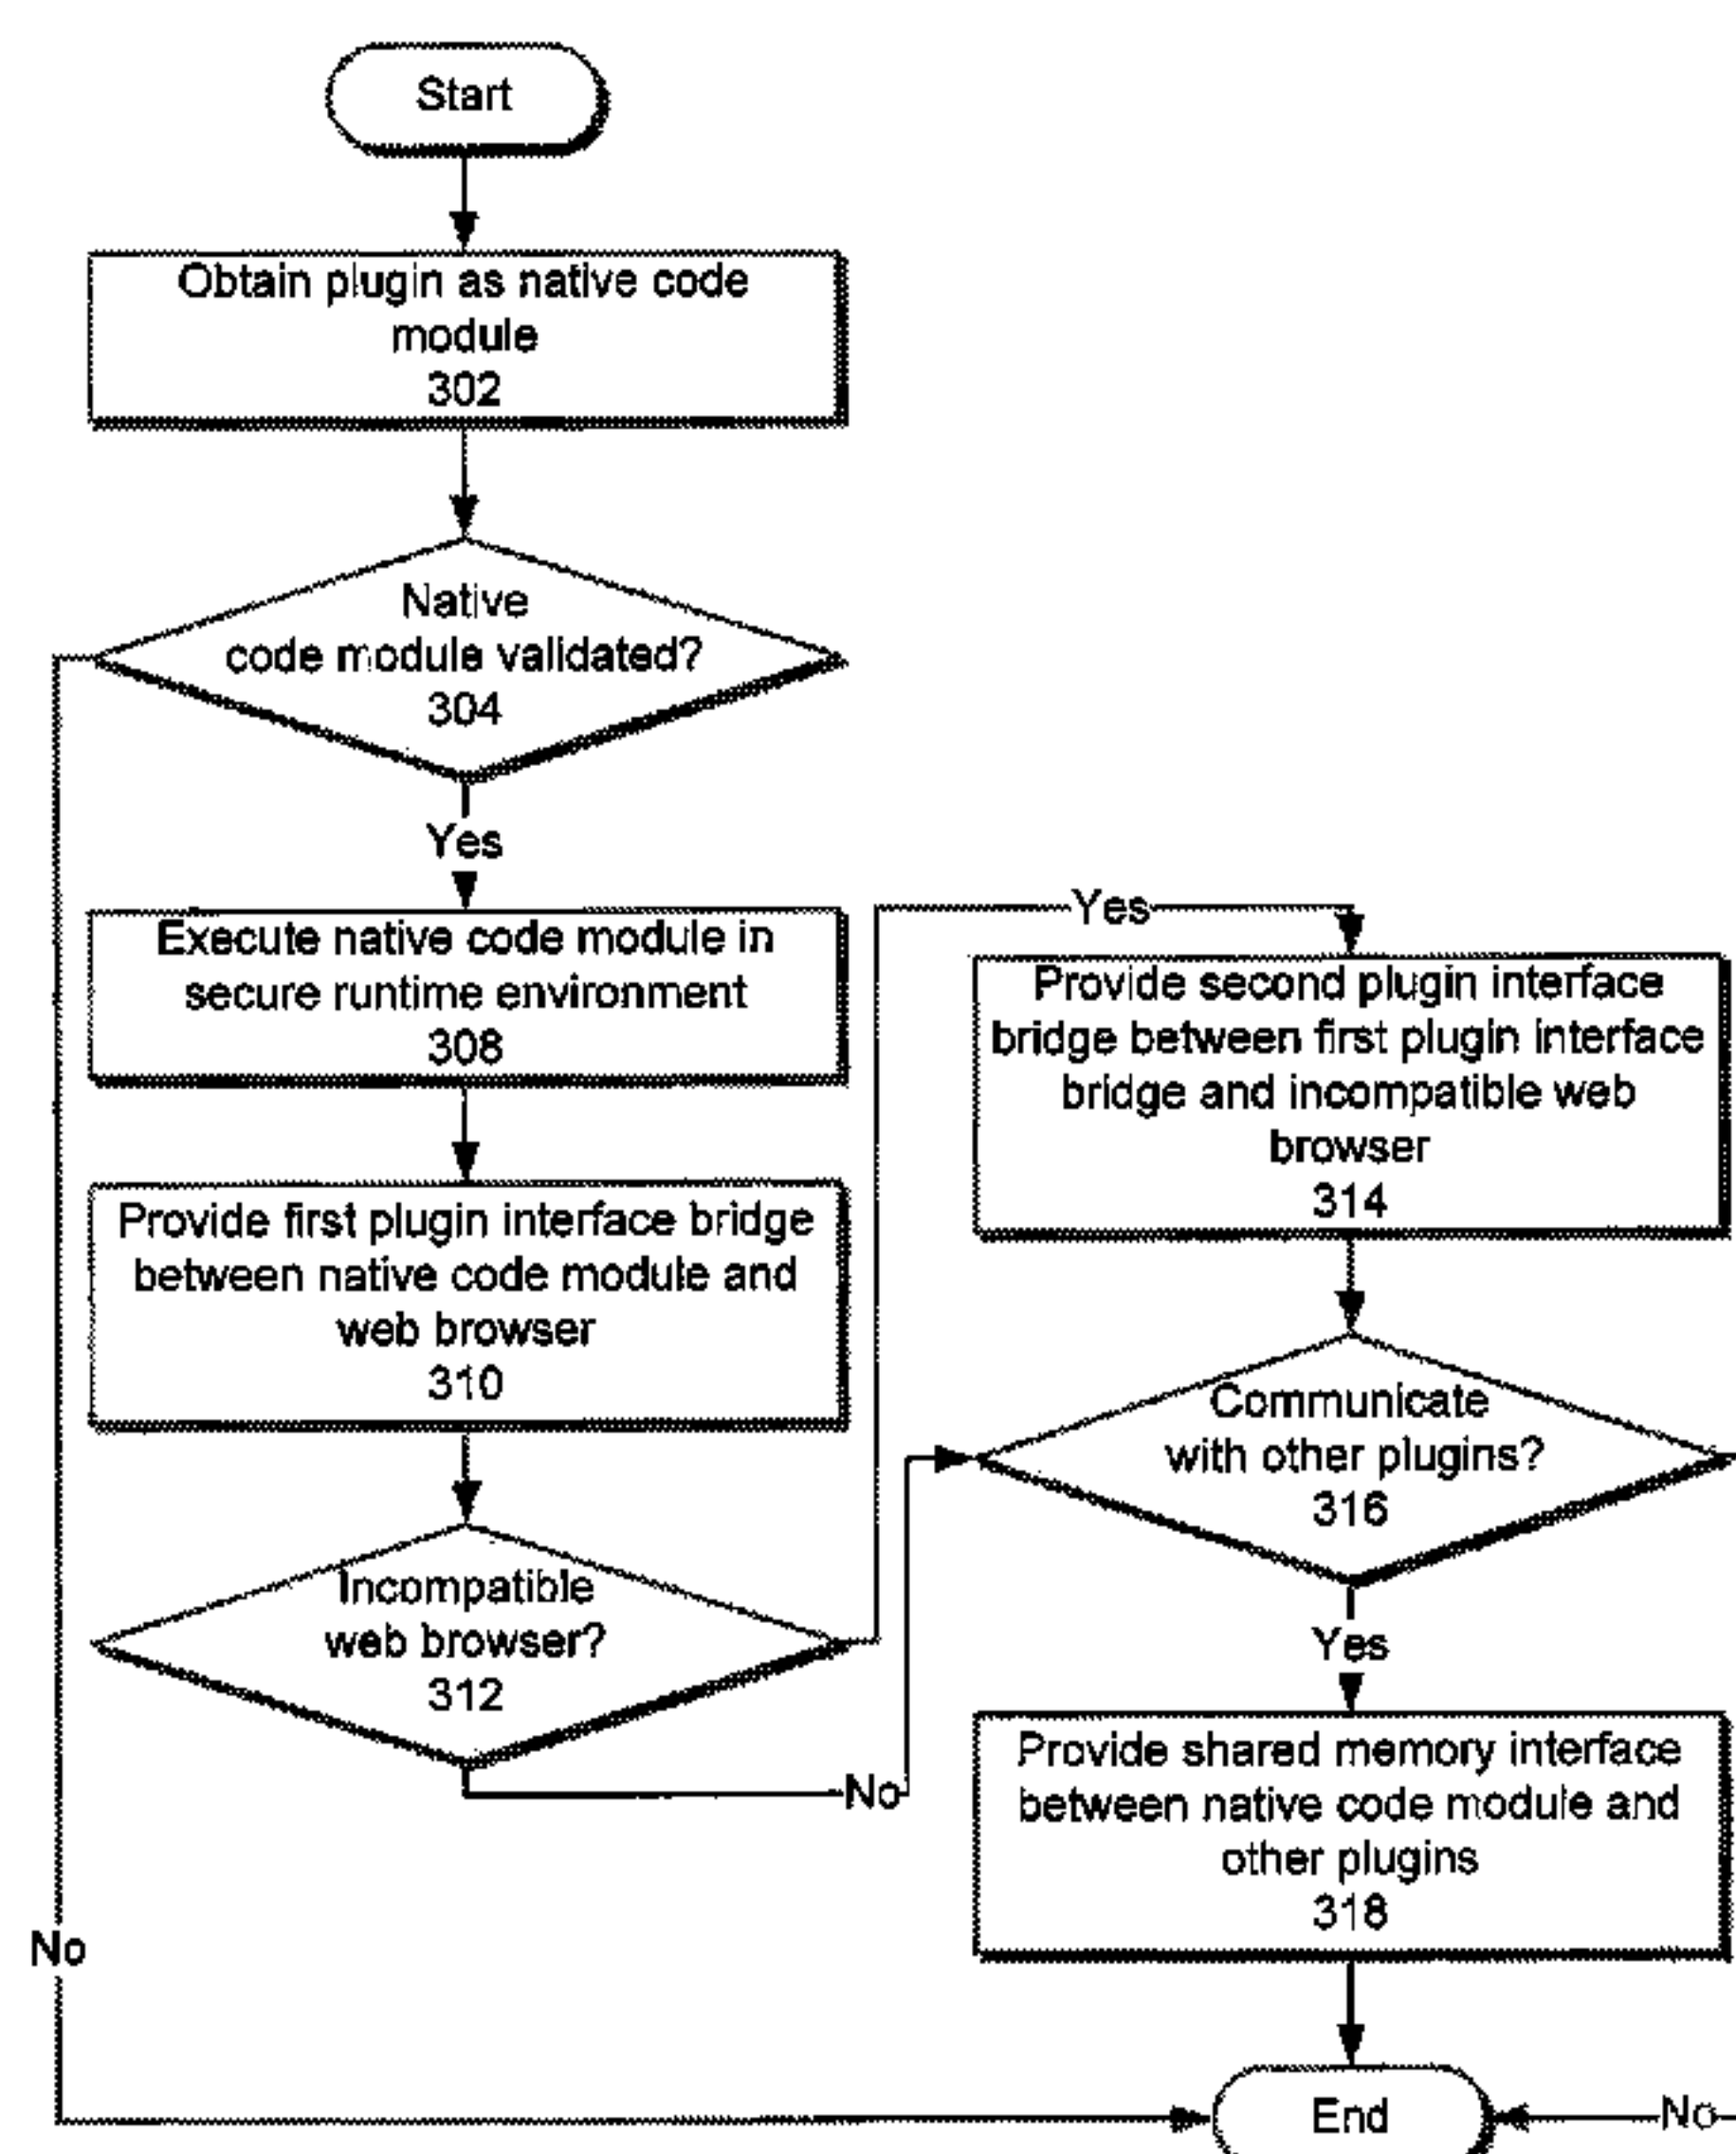 Start
Obtain plugin as native code
module
302
Native
code module validated?
304
Yes
Execute native code module in
secure runtime environment
308
Provide first plugin interface bridge
between native code module and
web browser
310
Incompatible
web browser?
312
No
No
Yes
Provide second plugin interface
bridge between first plugin interface
bridge and incompatible web
browser
314
Communicate
with other plugins?
316
Yes
Provide shared memory interface
between native code module and
other plugins
318
End
No